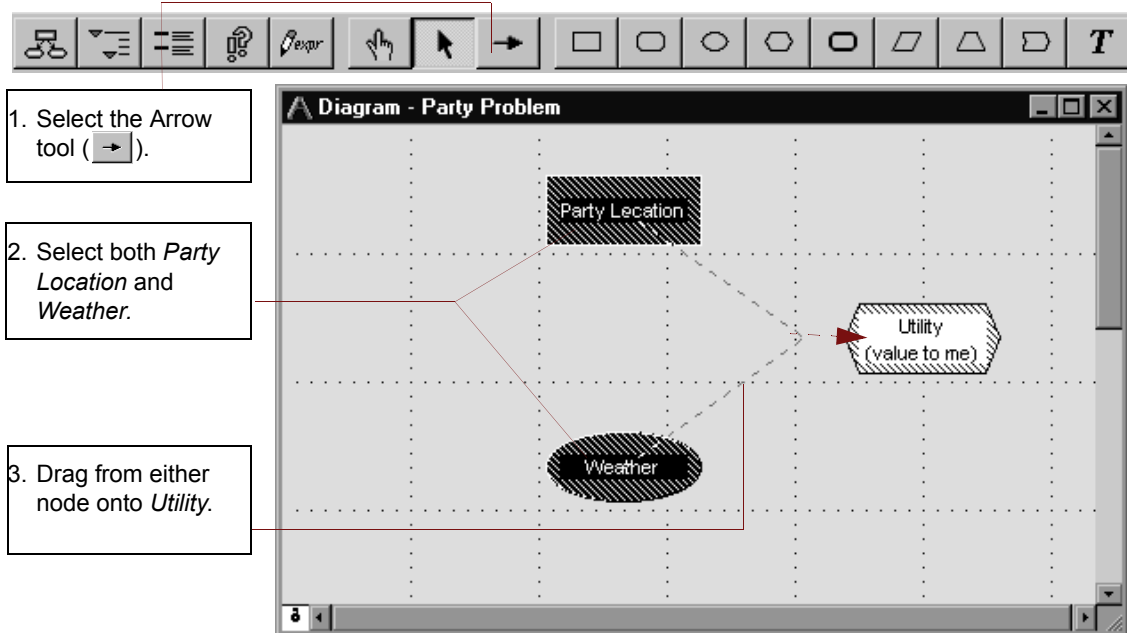 expr
T
1. Select the Arrow
tool ( ).
2. Select both Party
Location and
Weather.
3. Drag from either
node onto Utility.
Diagram - Party Problem
Party Location
Utility
(value to me)
Weather